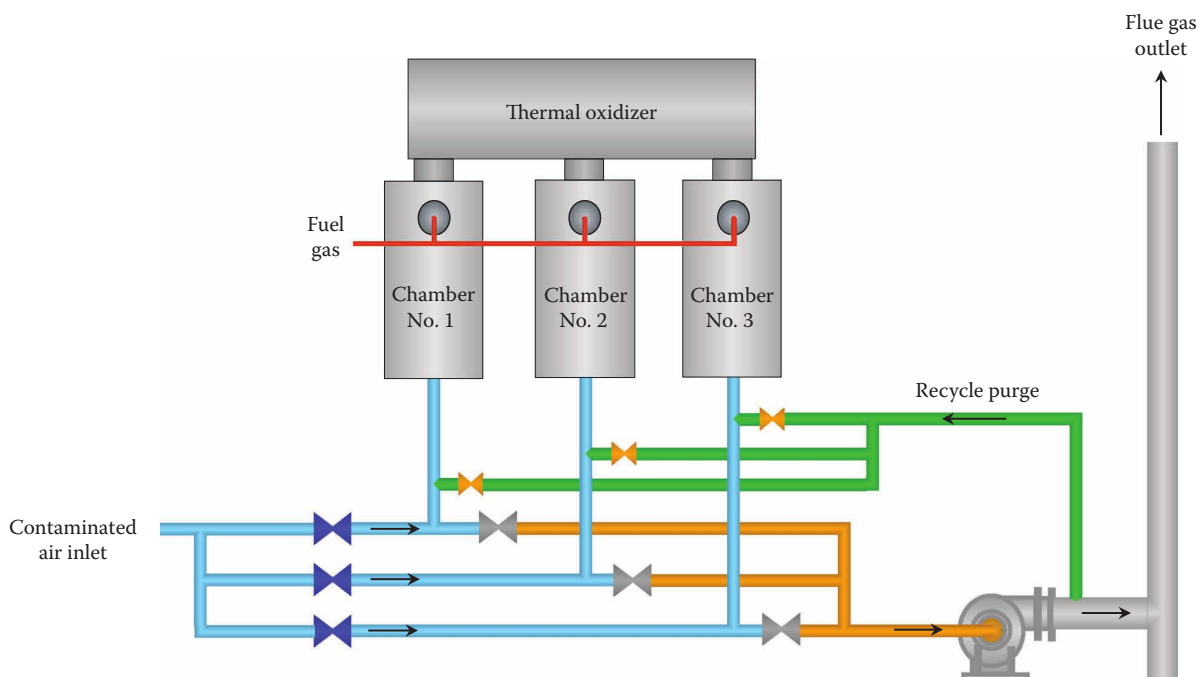 Flue gas
outlet
Thermal oxidizer
Fuel
gas
Chamber
No. 1
Chamber
No. 2
Chamber
No. 3
Recycle purge
Contaminated
air inlet